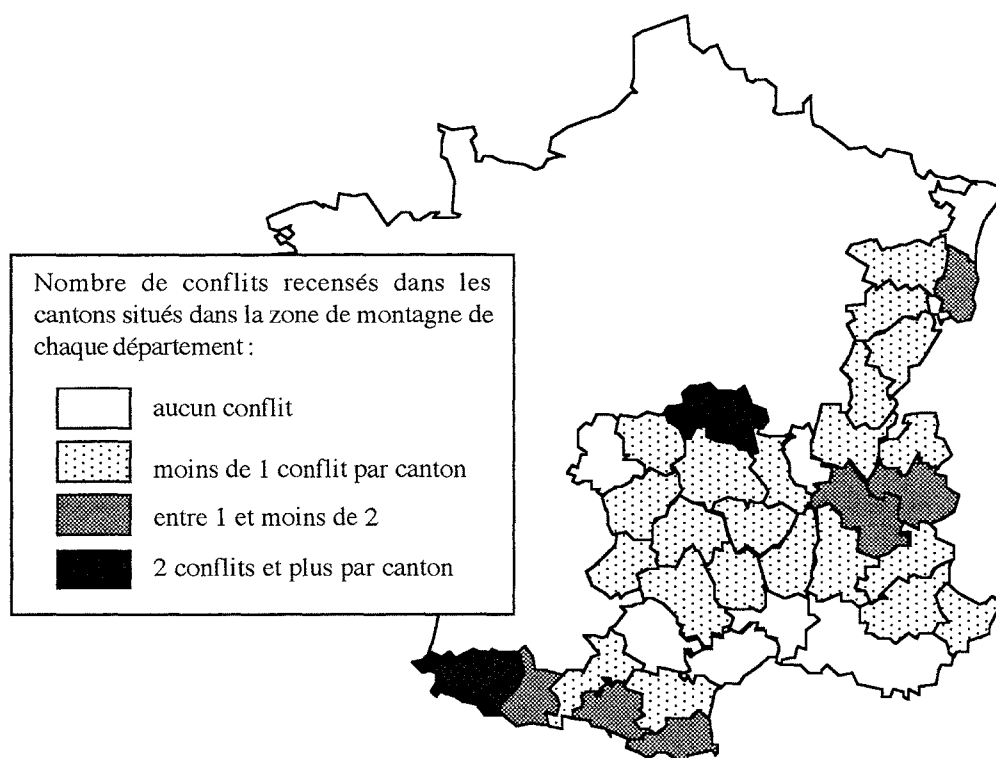 Nombre de conflits recensés dans les
cantons situés dans la zone de montagne de
chaque département :
aucun conflit
moins de 1 conflit par canton
entre 1 et moins de 2
2 conflits et plus par canton